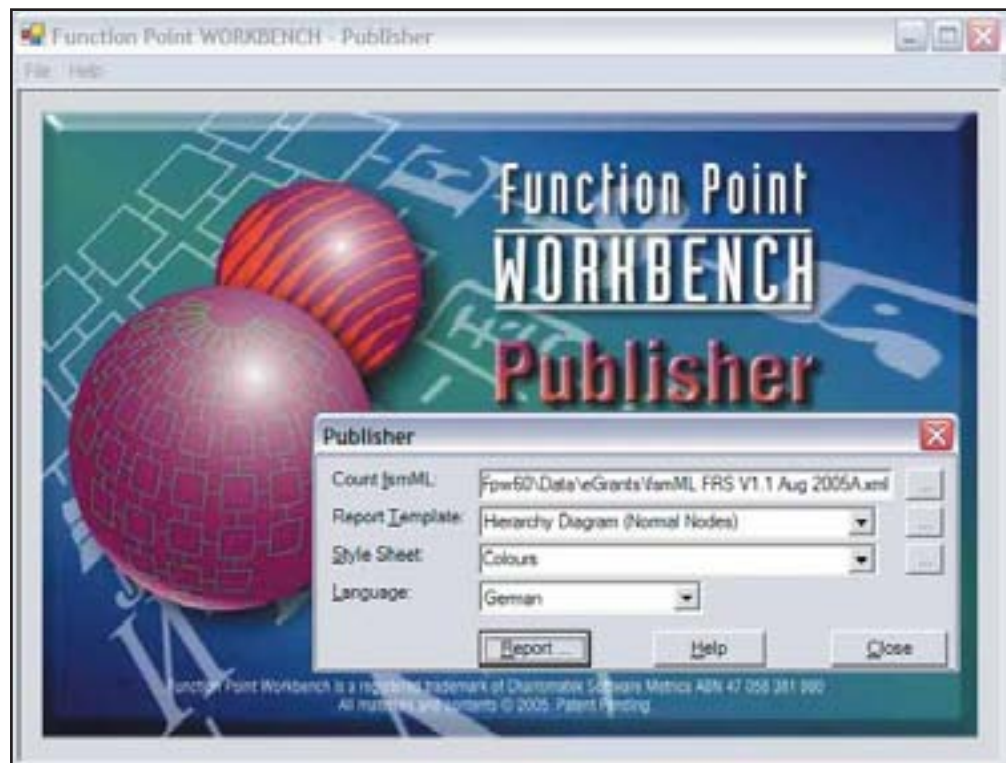 Function Point WORKBENCH - Publisher
File Help
Function Point
WORKBENCH
Publisher
Publisher
Count fsmML: Fpw60\Data\eGrants\fsmML FRS V1.1 Aug 2005A.xml ...
Report Template: Hierarchy Diagram (Normal Nodes) ...
Style Sheet: Colours ...
Language: German
Report ... Help Close
Function Point Workbench is a registered trademark of Charismatek Software Metrics ABN 47 058 381 980
All materials and contents © 2005. Patent Pending